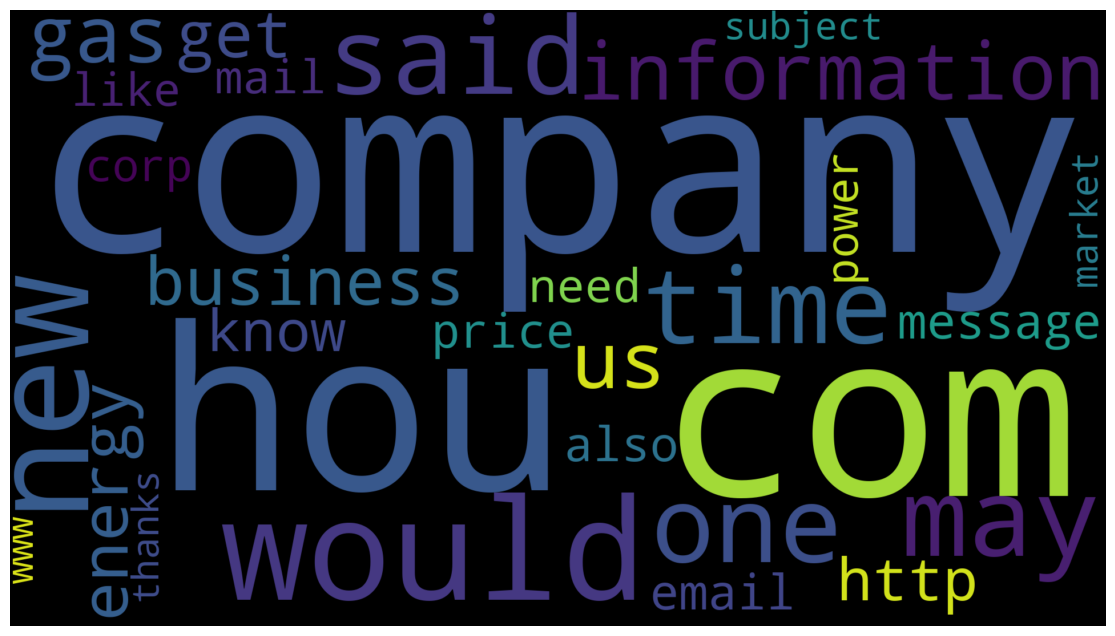 gas get said subject
like mail information
company
corp
power
market
new
business need time
know price us message
hou com
energy
thanks
also
www
would one may
email http